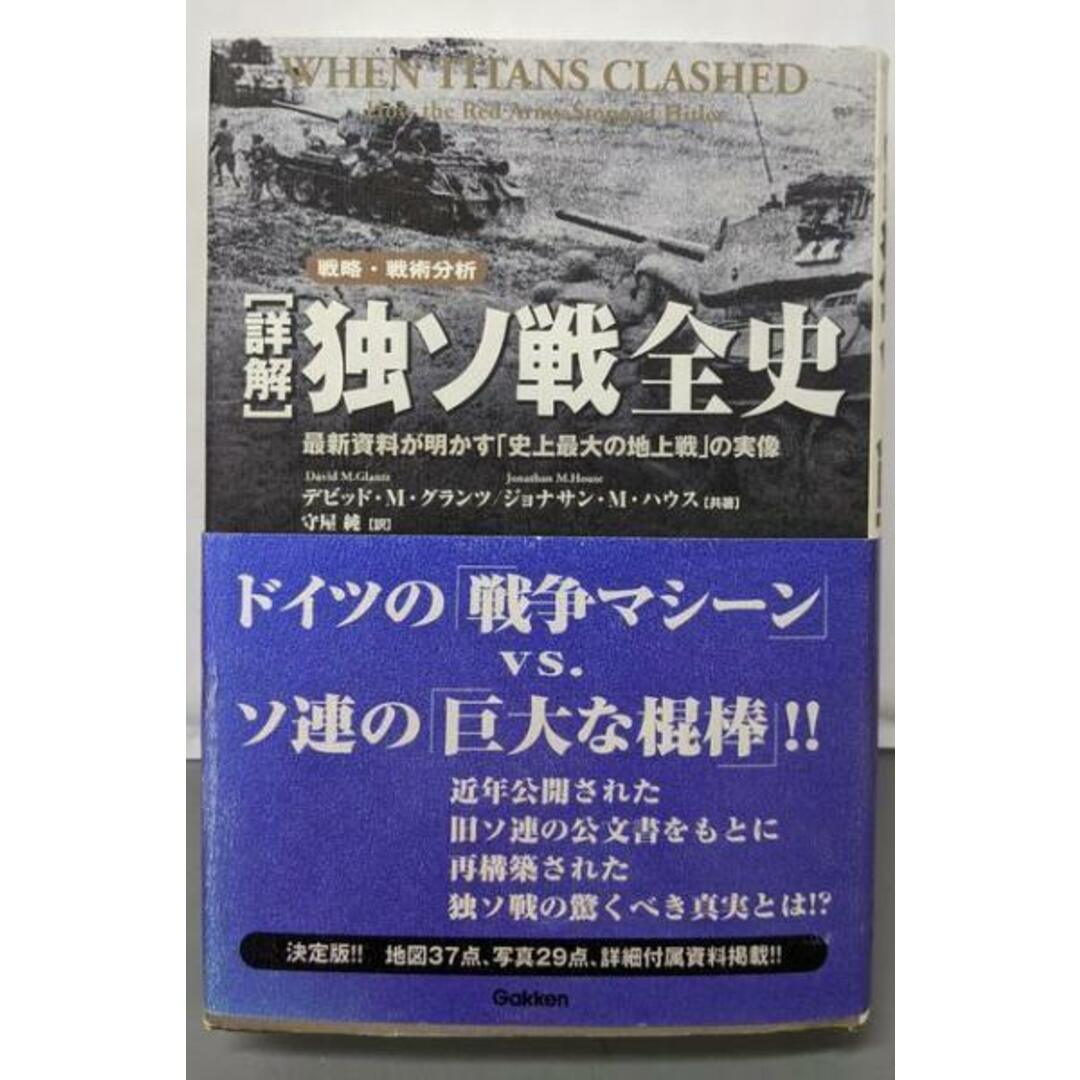 WHEN TITANS CLASHED
How the Red Army Stopped Hitler
戦略・戦術分析
[詳解]
独ソ戦全史
最新資料が明かす「史上最大の地上戦」の実像
David M.Glantz Jonathan M.House
デビッド・M・グランツ/ジョナサン・M・ハウス[共著]
守屋 純[訳]
ドイツの「戦争マシーン」
vs.
ソ連の「巨大な棍棒」!!
近年公開された
旧ソ連の公文書をもとに
再構築された
独ソ戦の驚くべき真実とは!?
決定版!! 地図37点、写真29点、詳細付属資料掲載!!
Gakken